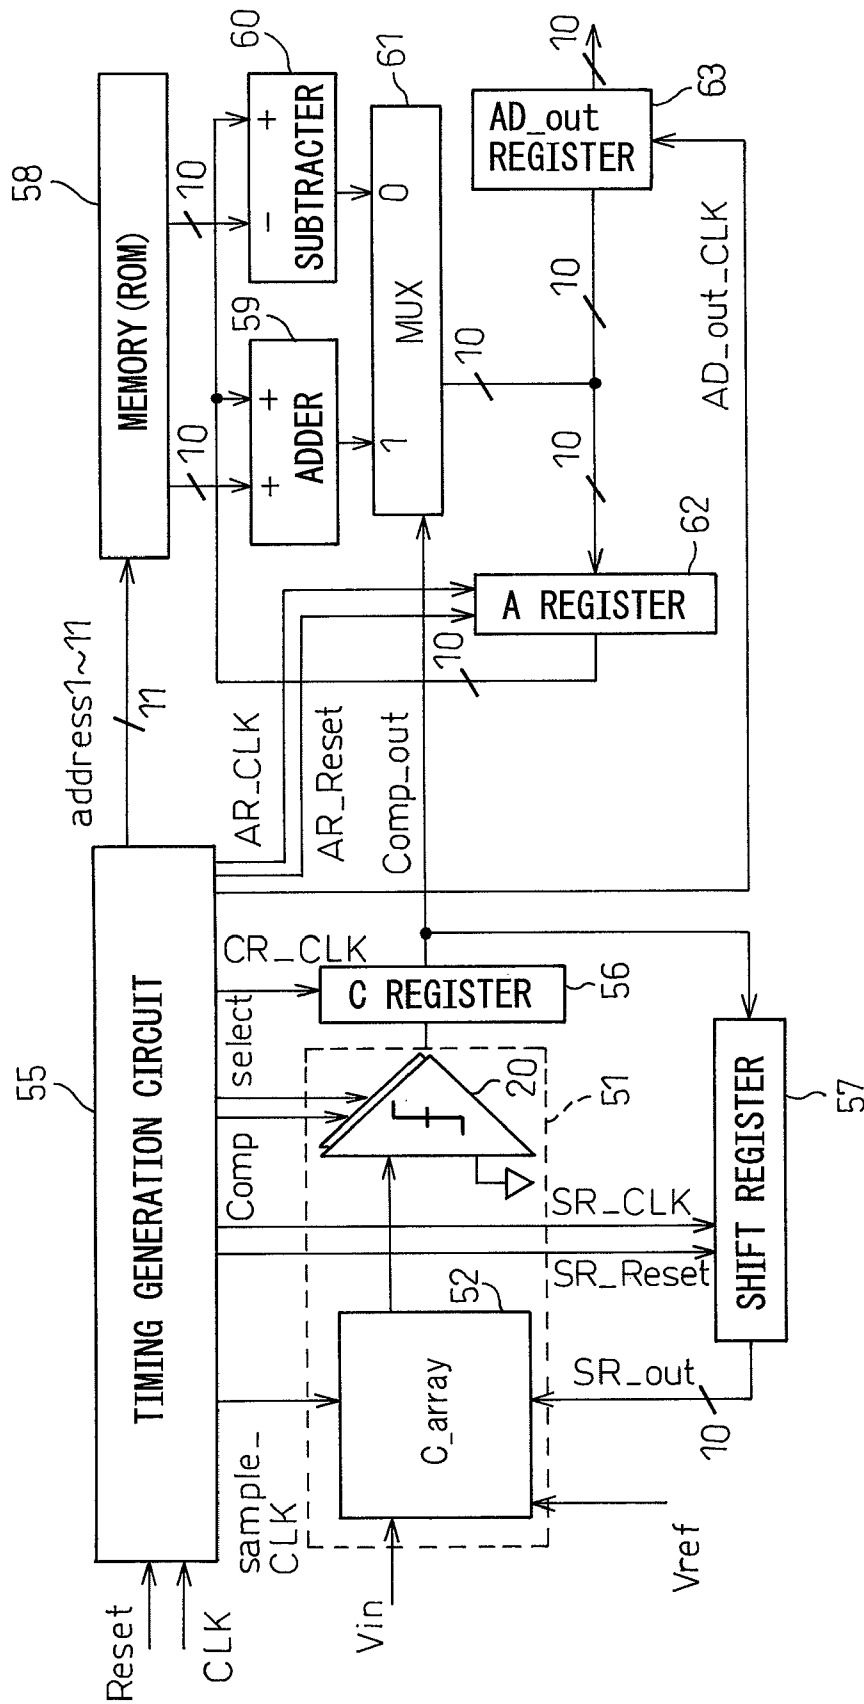 Reset
CLK
55
TIMING GENERATION CIRCUIT
address1~11
11
58
MEMORY(ROM)
10
10
sample_
CLK
Comp
select
CR_CLK
AR_CLK
AR_Reset
10
59
+
+
ADDER
60
-
+
SUBTRACTER
61
1
MUX
0
10
Vin
52
C_array
20
51
C REGISTER
56
Comp_out
Vref
SR_out
10
SR_Reset
SR_CLK
SHIFT REGISTER
57
A REGISTER
62
10
10
AD_out
REGISTER
63
10
AD_out_CLK